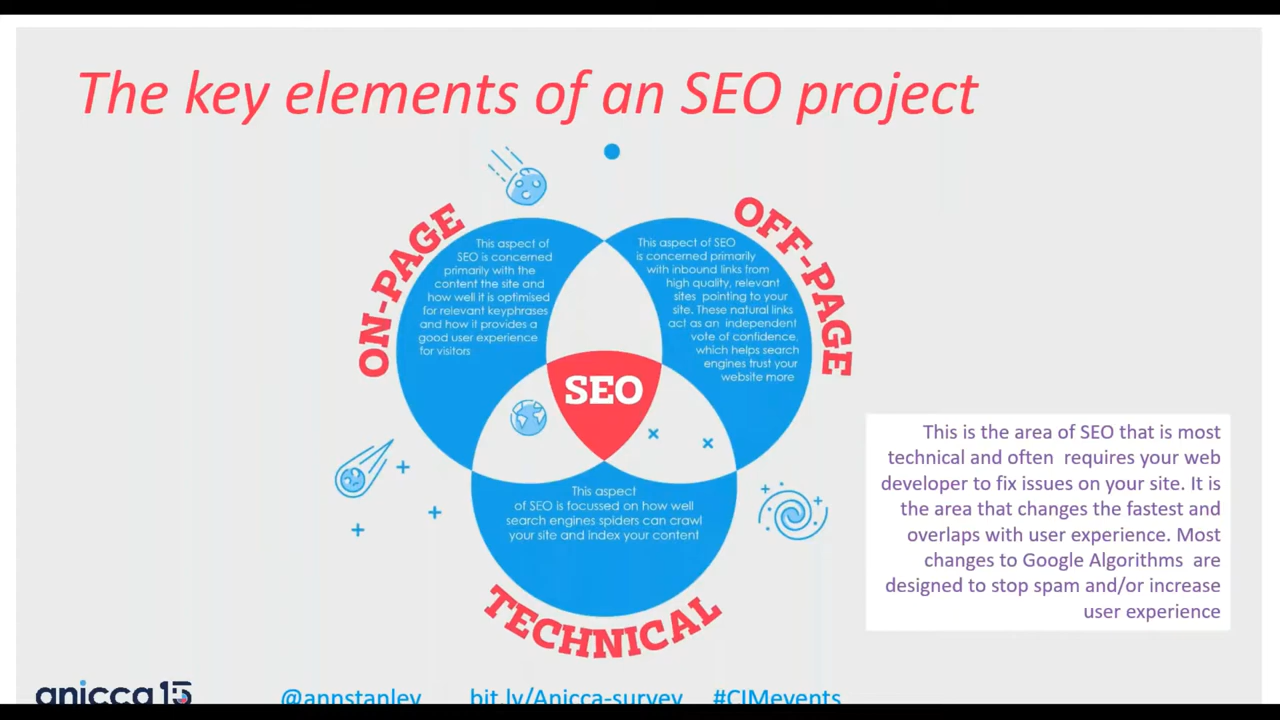 The key elements of an SEO project
ON-PAGE
OFF-PAGE
This aspect of
SEO is concerned
primarily with the
content the site and
how well it is optimised
for relevant keyphrases
and how it provides a
good user experience
for visitors
This aspect of SEO
is concerned primarily
with inbound links from
high quality, relevant
sites pointing to your
site. These natural links
act as an independent
vote of confidence,
which helps search
engines trust your
website more
SEO
This aspect
of SEO is focussed on how well
search engines spiders can crawl
your site and index your content
TECHNICAL
This is the area of SEO that is most
technical and often requires your web
developer to fix issues on your site. It is
the area that changes the fastest and
overlaps with user experience. Most
changes to Google Algorithms are
designed to stop spam and/or increase
user experience
anicca 15
@annstanley bit.ly/Anicca-survey #CIMevents